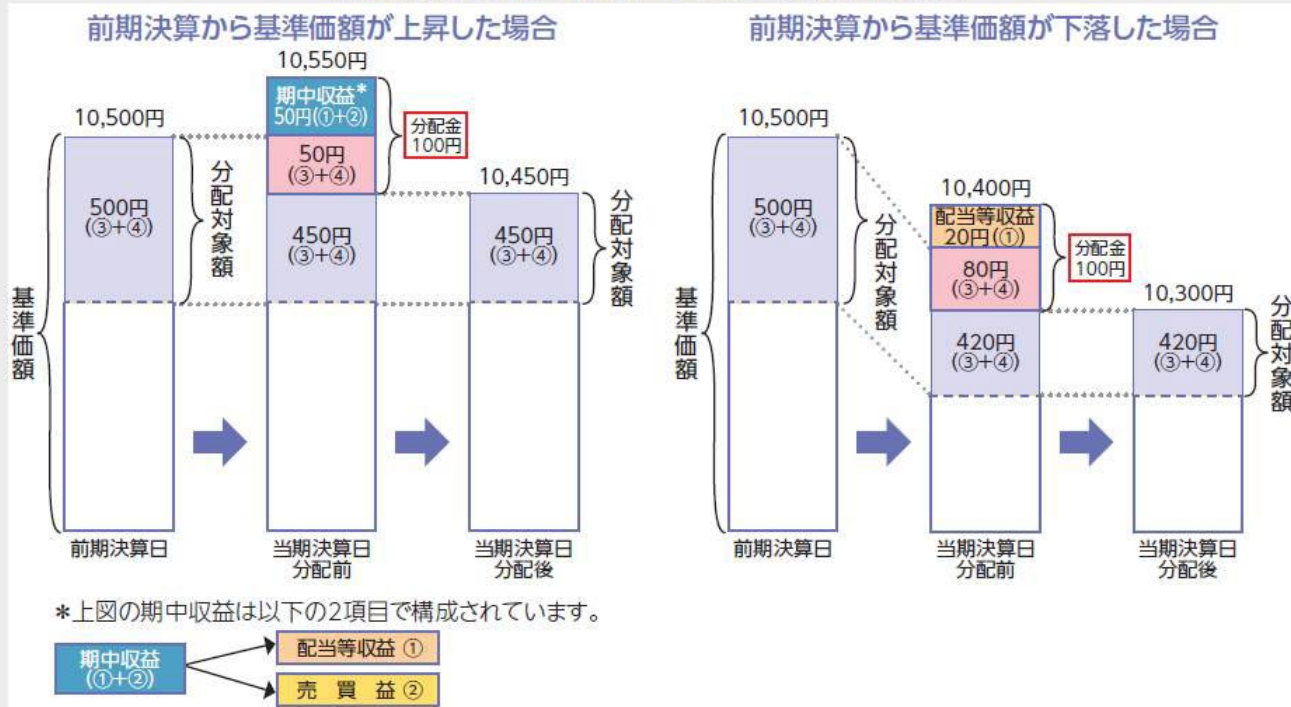 前期決算から基準価額が上昇した場合
10,500円
10,550円
期中収益*
50円(①+②)
分配金
100円
50円
(③+④)
10,450円
500円
(③+④)
分配対象額
450円
(③+④)
450円
(③+④)
分配対象額
基準価額
前期決算日
当期決算日
分配前
当期決算日
分配後
前期決算から基準価額が下落した場合
10,500円
10,400円
配当等収益
20円(①)
分配金
100円
80円
(③+④)
10,300円
500円
(③+④)
分配対象額
420円
(③+④)
420円
(③+④)
分配対象額
基準価額
前期決算日
当期決算日
分配前
当期決算日
分配後
*上図の期中収益は以下の2項目で構成されています。
期中収益
(①+②)
配当等収益 ①
売 買 益 ②